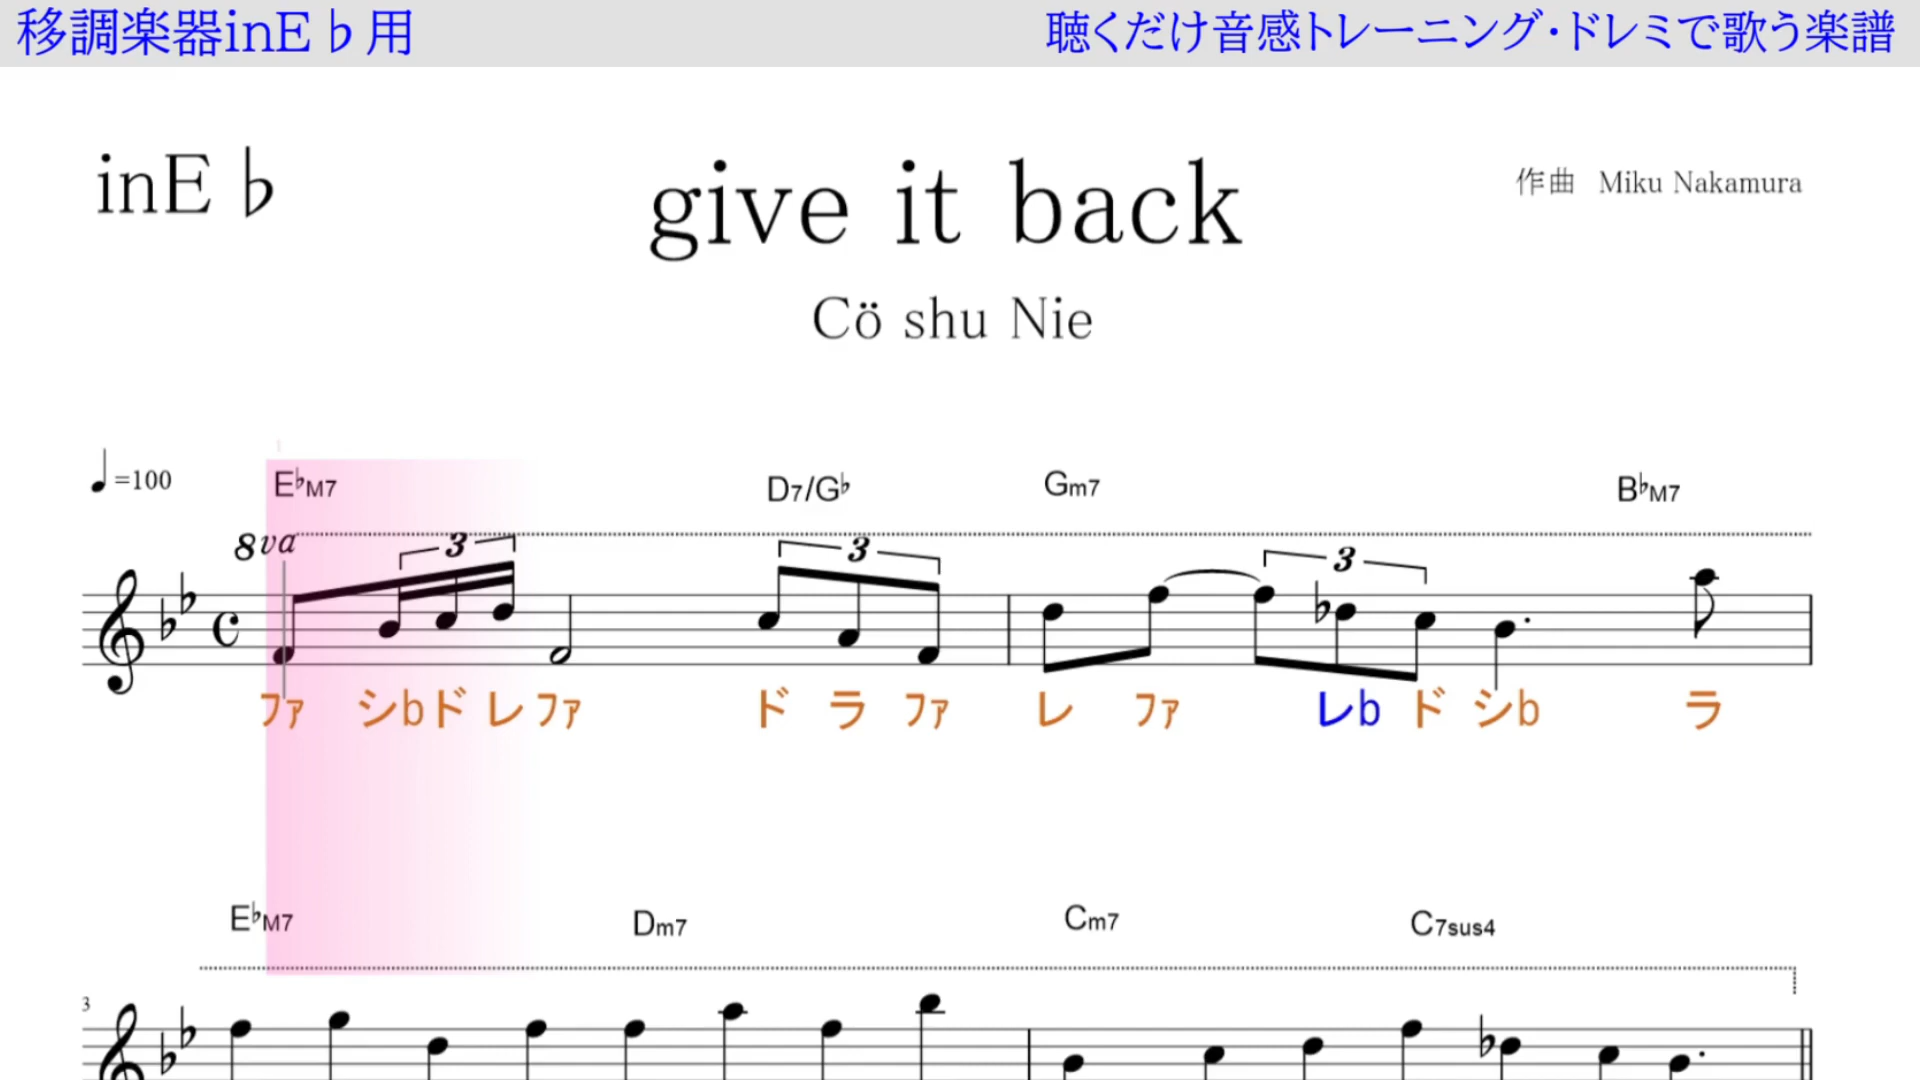 移調楽器inE♭用
聴くだけ音感トレーニング・ドレミで歌う楽譜
inE♭
give it back
作曲 Miku Nakamura
Cö shu Nie
♩=100
E♭M7 D7/G♭ Gm7 B♭M7
8va
3 3 3
ファ シb ド レ ファ ド ラ ファ レ ファ レb ド シb ラ
E♭M7 Dm7 Cm7 C7sus4
3